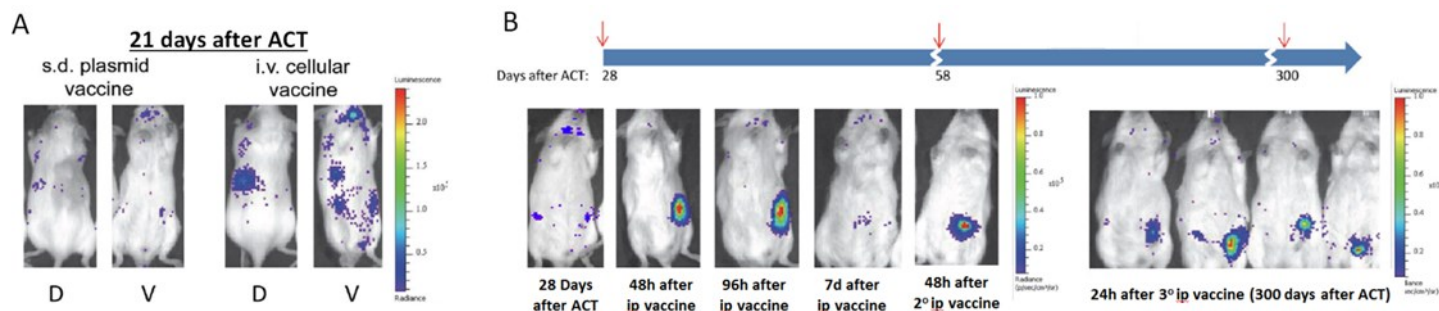 A
21 days after ACT
s.d. plasmid
vaccine
i.v. cellular
vaccine
Luminescence
2.0
1.5
1.0
0.5
Radiance
D
V
D
V
B
Days after ACT:
28
58
300
Luminescence
1.0
0.8
0.6
0.4
0.2
Radiance
28 Days
after ACT
48h after
ip vaccine
96h after
ip vaccine
7d after
ip vaccine
48h after
2º ip vaccine
Luminescence
1.0
0.8
0.6
0.4
0.2
24h after 3º ip vaccine (300 days after ACT)